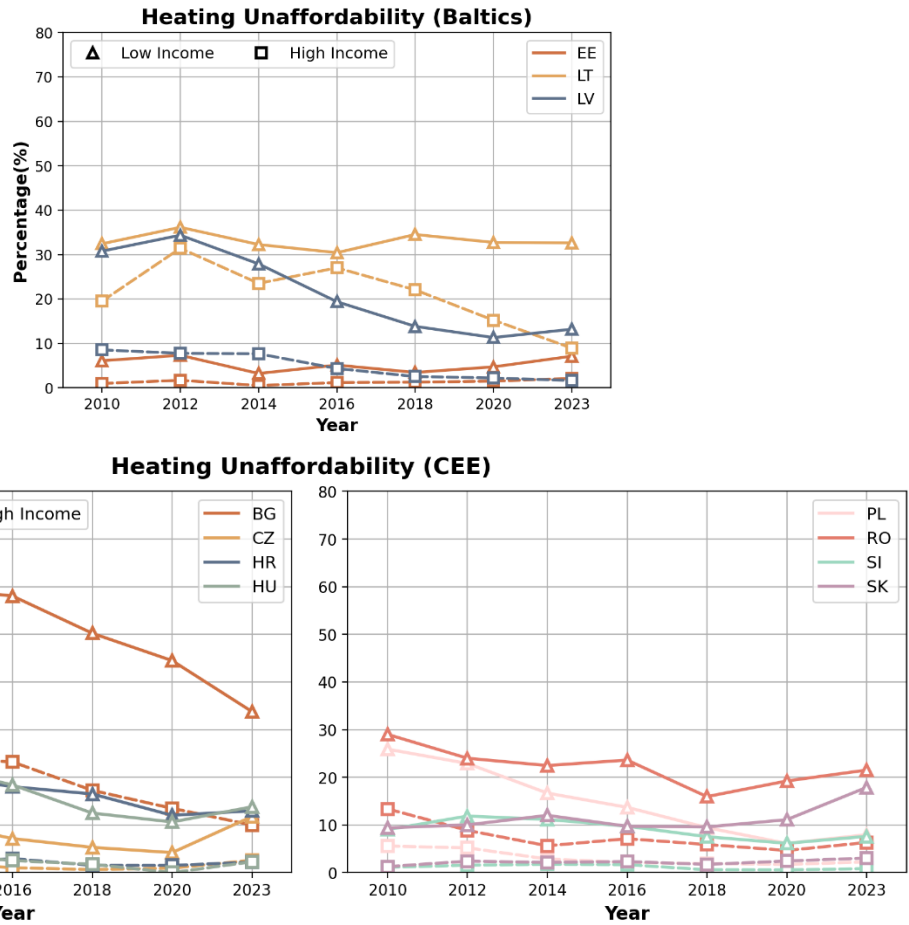 Heating Unaffordability (Baltics)
80
70
60
50
40
30
20
10
0
Percentage(%)
Low Income
High Income
EE
LT
LV
2010 2012 2014 2016 2018 2020 2023
Year
Heating Unaffordability (CEE)
gh Income
BG
CZ
HR
HU
2016 2018 2020 2023
Year
80
70
60
50
40
30
20
10
0
PL
RO
SI
SK
2010 2012 2014 2016 2018 2020 2023
Year